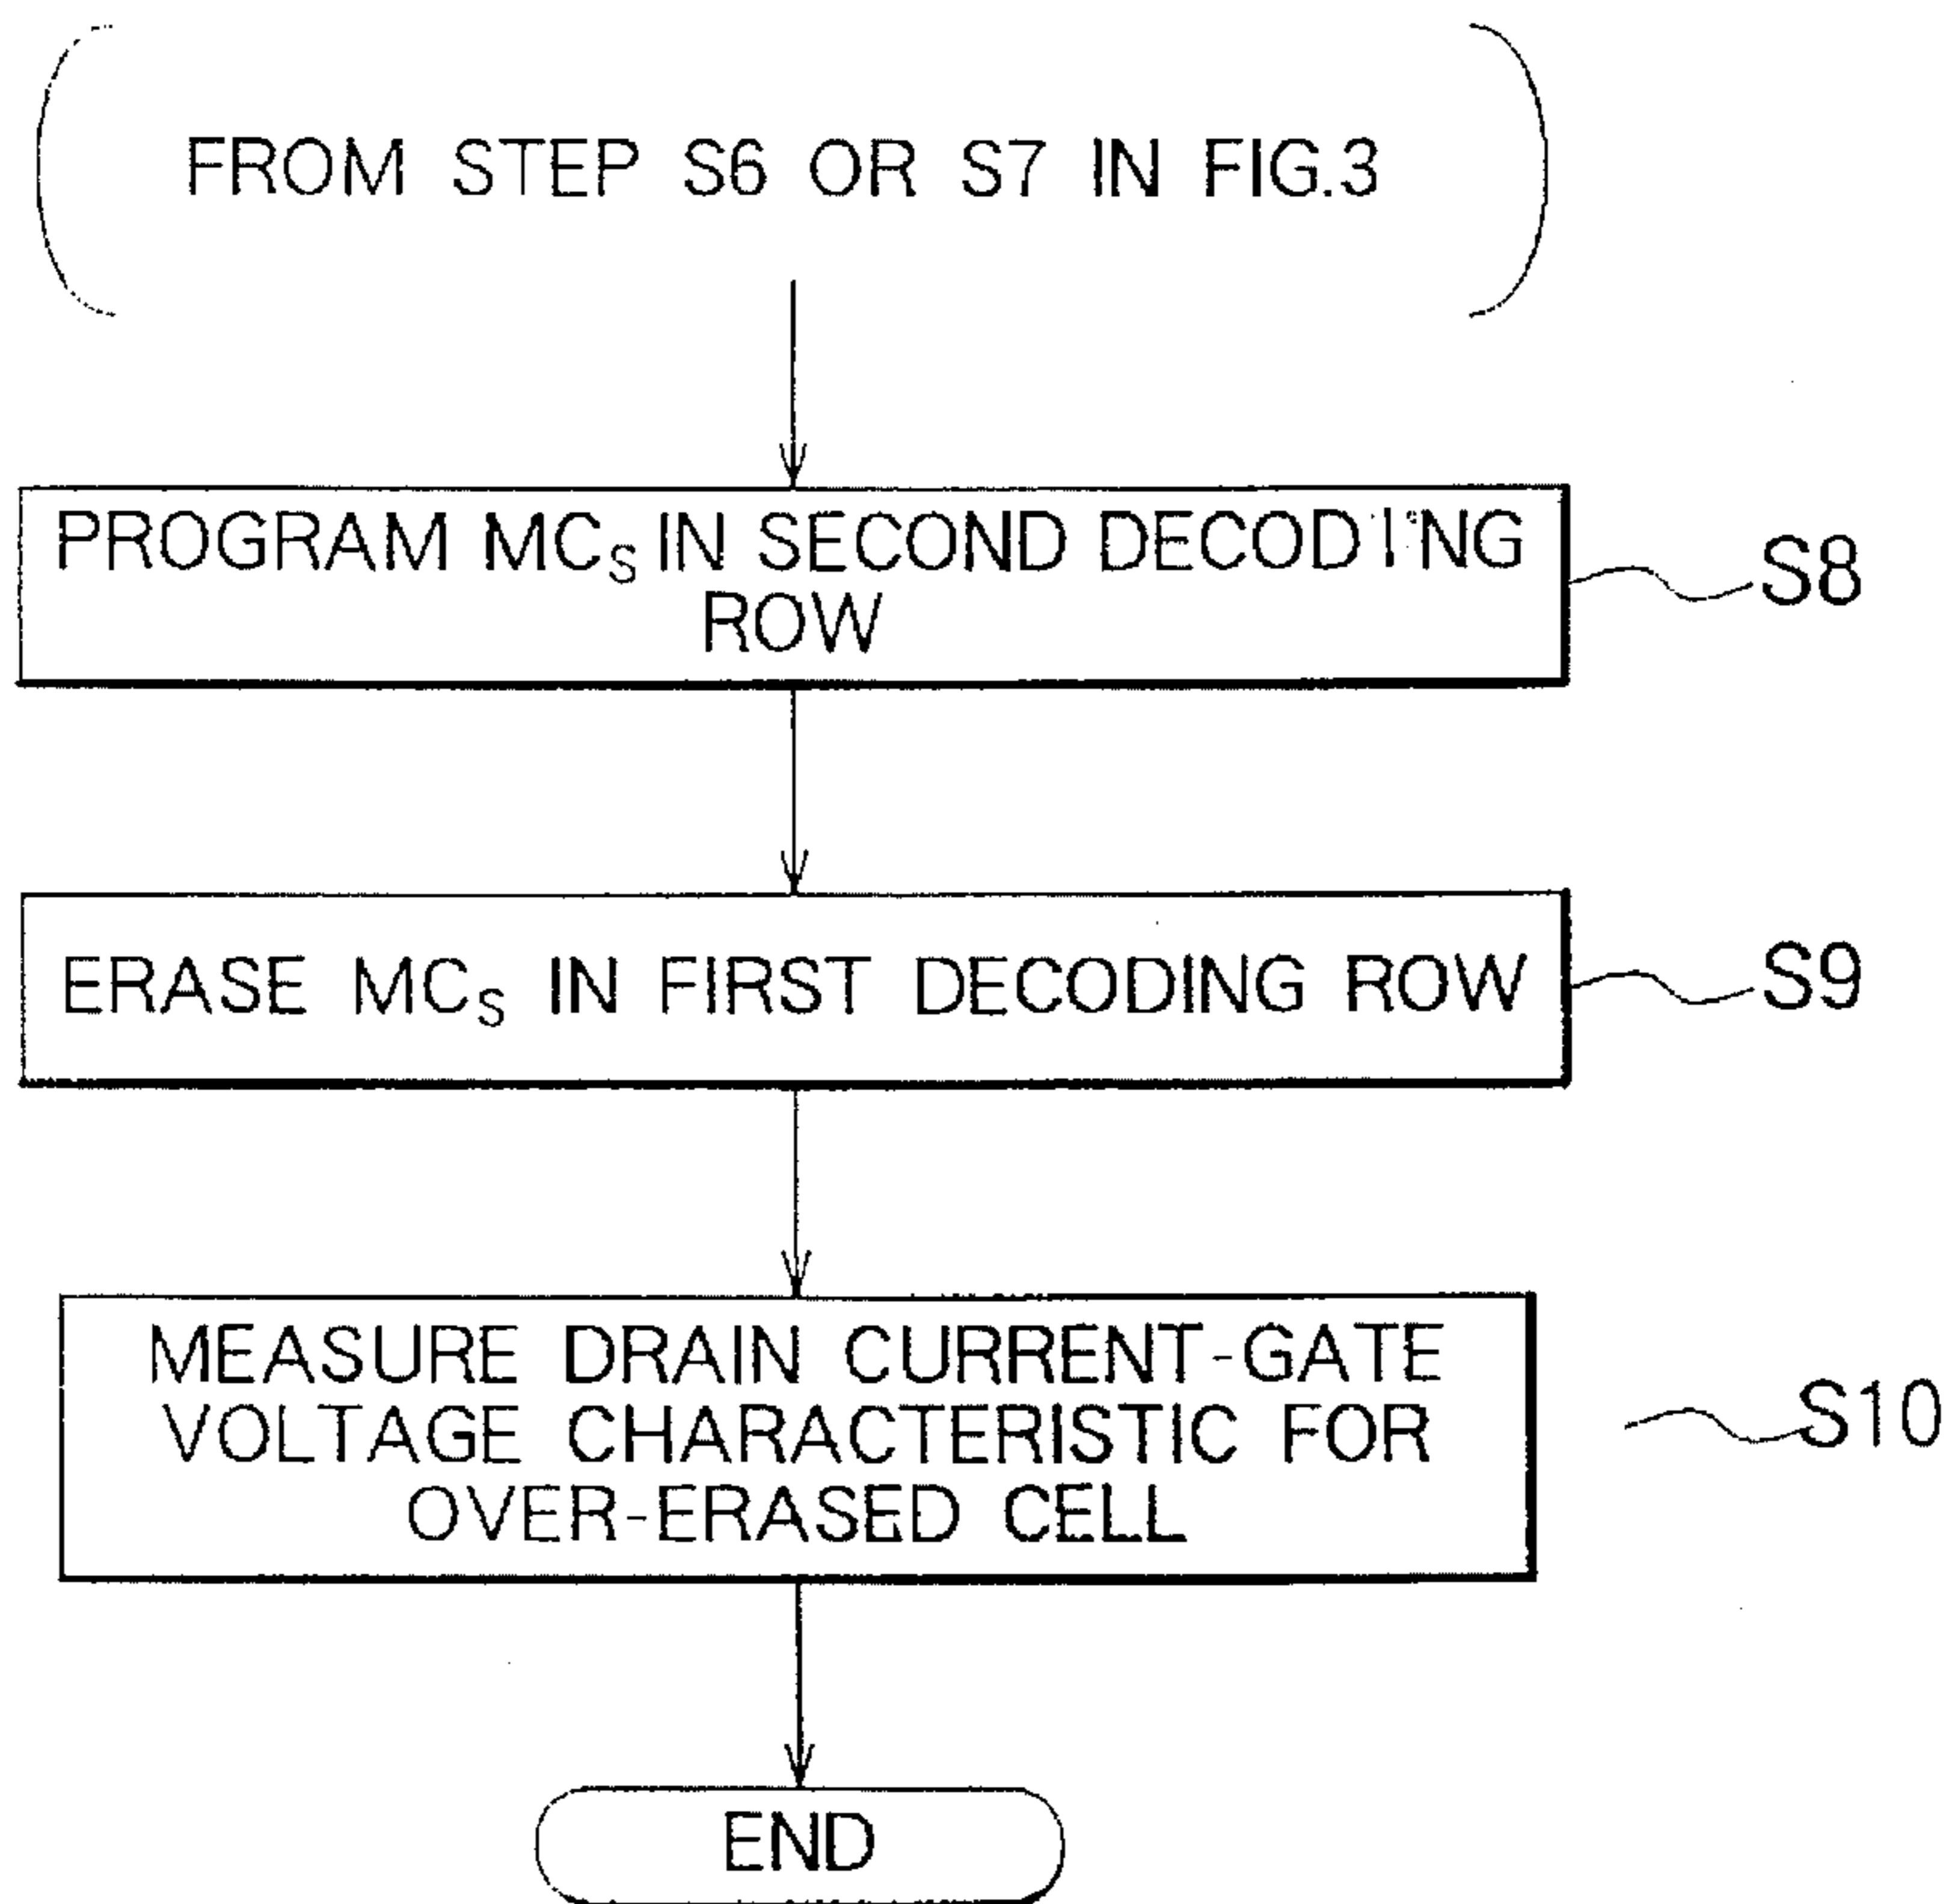 FROM STEP S6 OR S7 IN FIG.3
PROGRAM MCS IN SECOND DECODING
ROW
S8
ERASE MCS IN FIRST DECODING ROW
S9
MEASURE DRAIN CURRENT-GATE
VOLTAGE CHARACTERISTIC FOR
OVER-ERASED CELL
S10
END